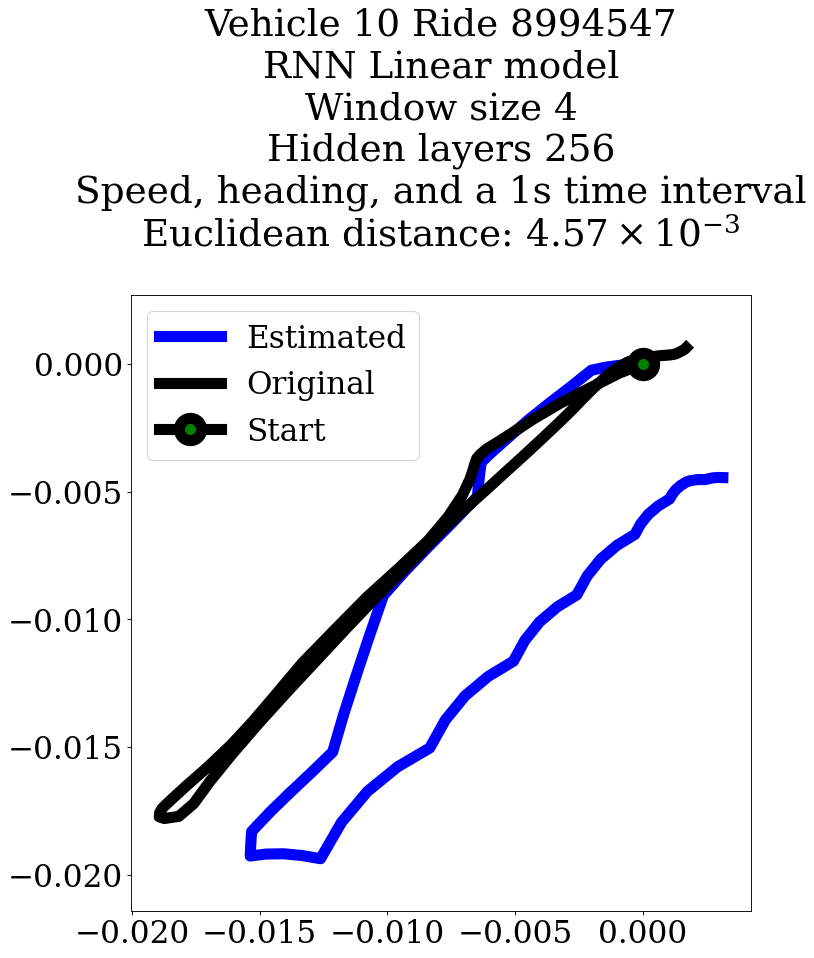 Vehicle 10 Ride 8994547
RNN Linear model
Window size 4
Hidden layers 256
Speed, heading, and a 1s time interval
Euclidean distance: 4.57 × 10⁻³
Estimated
Original
Start
0.000
−0.005
−0.010
−0.015
−0.020
−0.020 −0.015 −0.010 −0.005 0.000